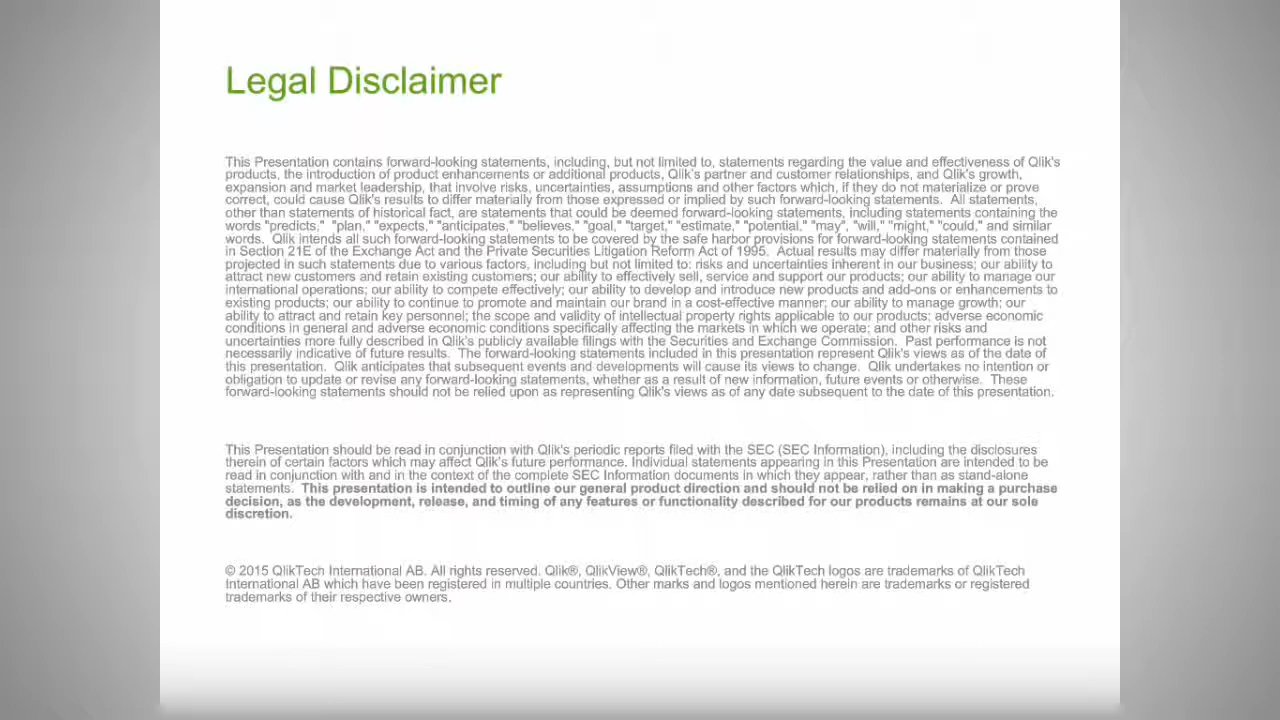 Legal Disclaimer
This Presentation contains forward-looking statements, including, but not limited to, statements regarding the value and effectiveness of Qlik's
products, the introduction of product enhancements or additional products, Qlik's partner and customer relationships, and Qlik's growth,
expansion and market leadership, that involve risks, uncertainties, assumptions and other factors which, if they do not materialize or prove
correct, could cause Qlik's results to differ materially from those expressed or implied by such forward-looking statements.  All statements,
other than statements of historical fact, are statements that could be deemed forward-looking statements, including statements containing the
words "predicts,"  "plan," "expects," "anticipates," "believes," "goal," "target," "estimate," "potential," "may", "will," "might," "could," and similar
words.  Qlik intends all such forward-looking statements to be covered by the safe harbor provisions for forward-looking statements contained
in Section 21E of the Exchange Act and the Private Securities Litigation Reform Act of 1995.  Actual results may differ materially from those
projected in such statements due to various factors, including but not limited to: risks and uncertainties inherent in our business; our ability to
attract new customers and retain existing customers; our ability to effectively sell, service and support our products; our ability to manage our
international operations; our ability to compete effectively; our ability to develop and introduce new products and add-ons or enhancements to
existing products; our ability to continue to promote and maintain our brand in a cost-effective manner; our ability to manage growth; our
ability to attract and retain key personnel; the scope and validity of intellectual property rights applicable to our products; adverse economic
conditions in general and adverse economic conditions specifically affecting the markets in which we operate; and other risks and
uncertainties more fully described in Qlik's publicly available filings with the Securities and Exchange Commission.  Past performance is not
necessarily indicative of future results.  The forward-looking statements included in this presentation represent Qlik's views as of the date of
this presentation.  Qlik anticipates that subsequent events and developments will cause its views to change.  Qlik undertakes no intention or
obligation to update or revise any forward-looking statements, whether as a result of new information, future events or otherwise.  These
forward-looking statements should not be relied upon as representing Qlik's views as of any date subsequent to the date of this presentation.
This Presentation should be read in conjunction with Qlik's periodic reports filed with the SEC (SEC Information), including the disclosures
therein of certain factors which may affect Qlik's future performance. Individual statements appearing in this Presentation are intended to be
read in conjunction with and in the context of the complete SEC Information documents in which they appear, rather than as stand-alone
statements.  This presentation is intended to outline our general product direction and should not be relied on in making a purchase
decision, as the development, release, and timing of any features or functionality described for our products remains at our sole
discretion.
© 2015 QlikTech International AB. All rights reserved. Qlik®, QlikView®, QlikTech®, and the QlikTech logos are trademarks of QlikTech
International AB which have been registered in multiple countries. Other marks and logos mentioned herein are trademarks or registered
trademarks of their respective owners.